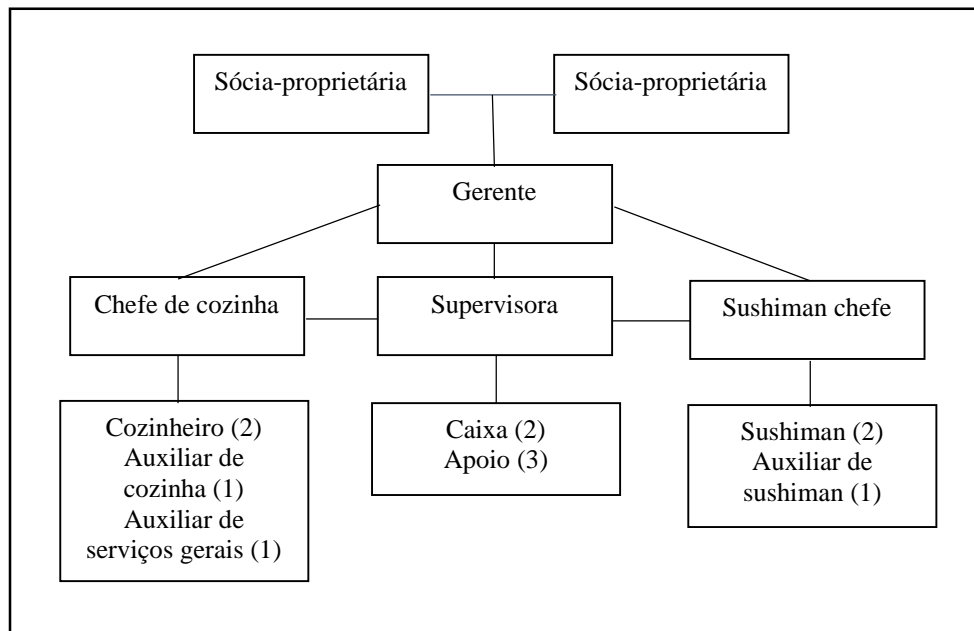 Sócia-proprietária
Sócia-proprietária
Gerente
Chefe de cozinha
Supervisora
Sushiman chefe
Cozinheiro (2)
Auxiliar de
cozinha (1)
Auxiliar de
serviços gerais (1)
Caixa (2)
Apoio (3)
Sushiman (2)
Auxiliar de
sushiman (1)